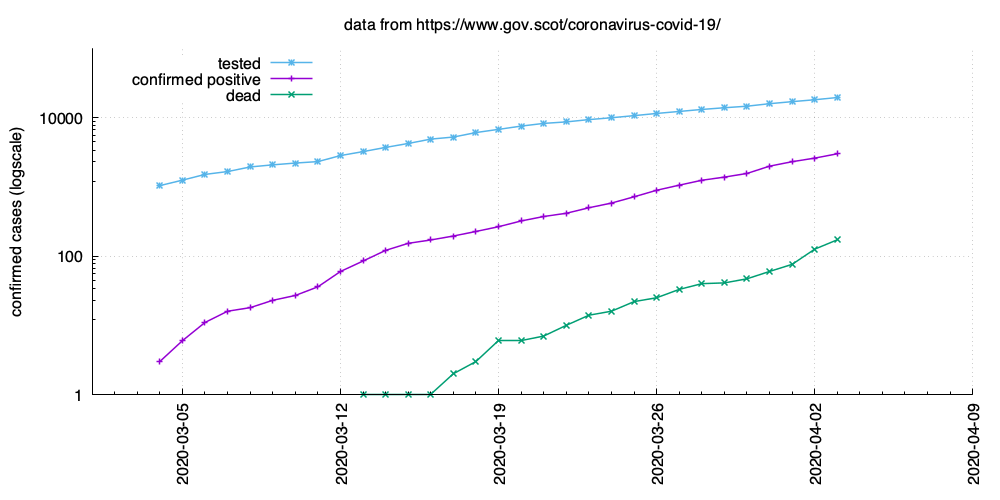 data from https://www.gov.scot/coronavirus-covid-19/
tested
confirmed positive
dead
confirmed cases (logscale)
10000
100
1
2020-03-05
2020-03-12
2020-03-19
2020-03-26
2020-04-02
2020-04-09